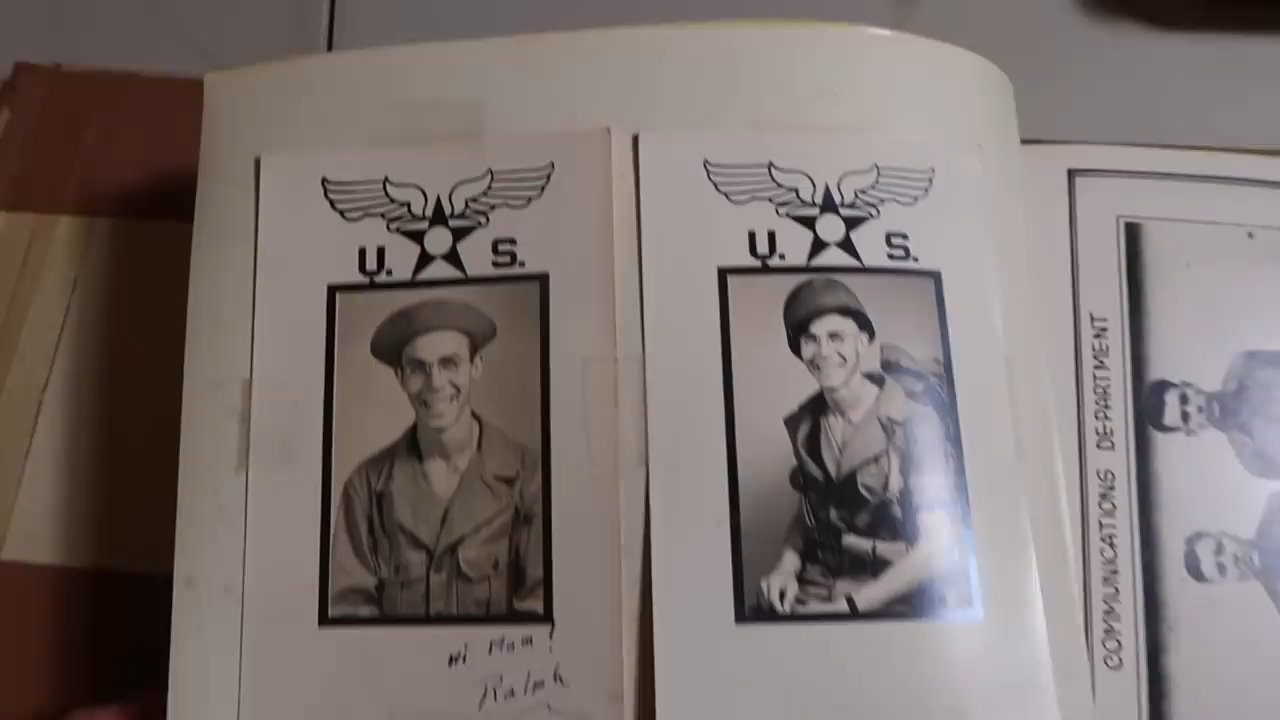 U. S.
U. S.
Hi Mom!
Ralph
COMMUNICATIONS DEPARTMENT